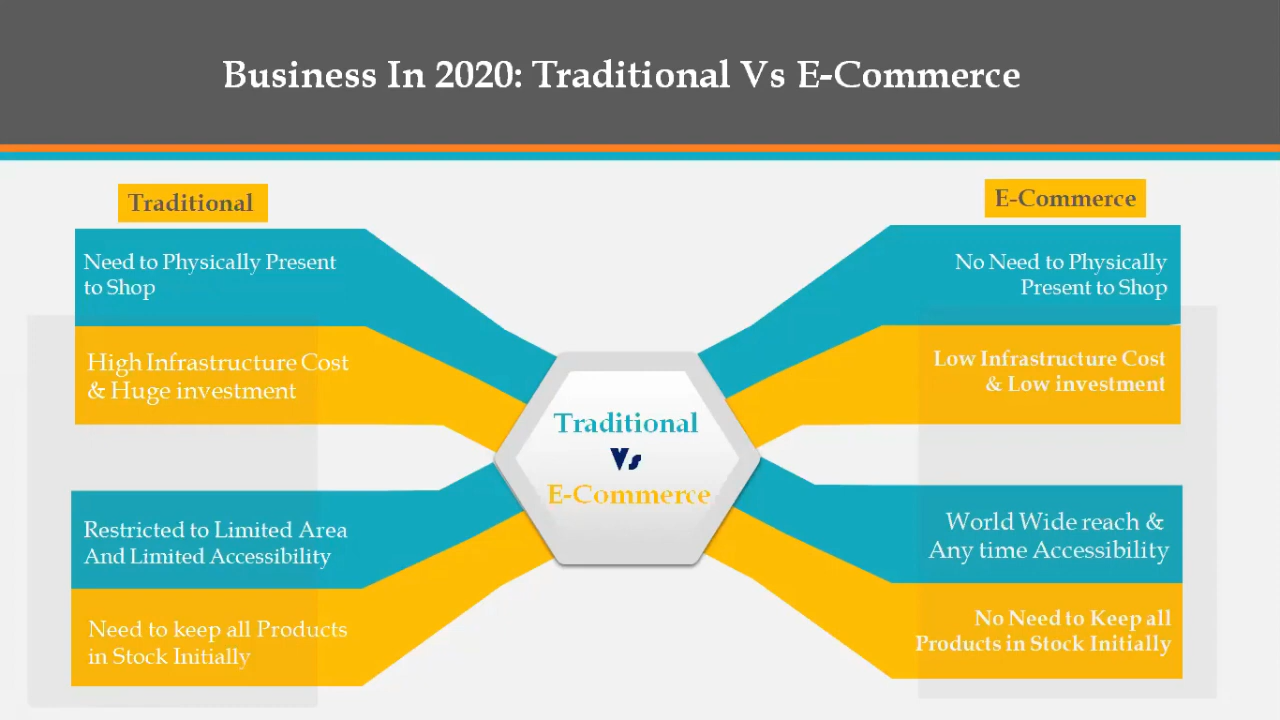 Business In 2020: Traditional Vs E-Commerce
Traditional
E-Commerce
Need to Physically Present
to Shop
High Infrastructure Cost
& Huge investment
Restricted to Limited Area
And Limited Accessibility
Need to keep all Products
in Stock Initially
Traditional
Vs
E-Commerce
No Need to Physically
Present to Shop
Low Infrastructure Cost
& Low investment
World Wide reach &
Any time Accessibility
No Need to Keep all
Products in Stock Initially